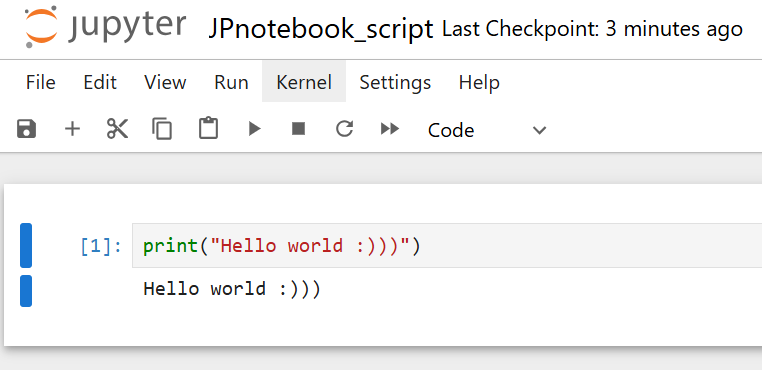 jupyter JPnotebook_script Last Checkpoint: 3 minutes ago
File Edit View Run Kernel Settings Help
Code
[1]: print("Hello world :)))")
Hello world :)))